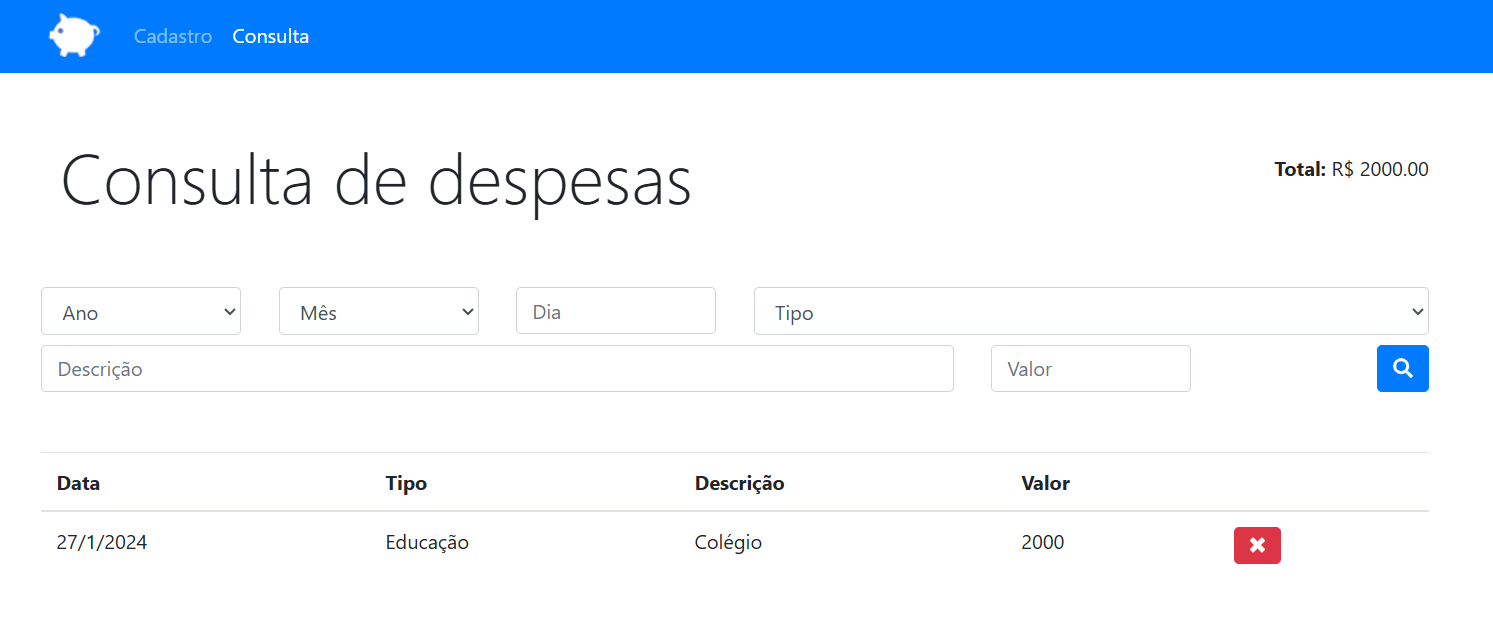 Cadastro Consulta
Consulta de despesas
Total: R$ 2000.00
Ano Mês Dia Tipo
Descrição Valor
Data Tipo Descrição Valor
27/1/2024 Educação Colégio 2000